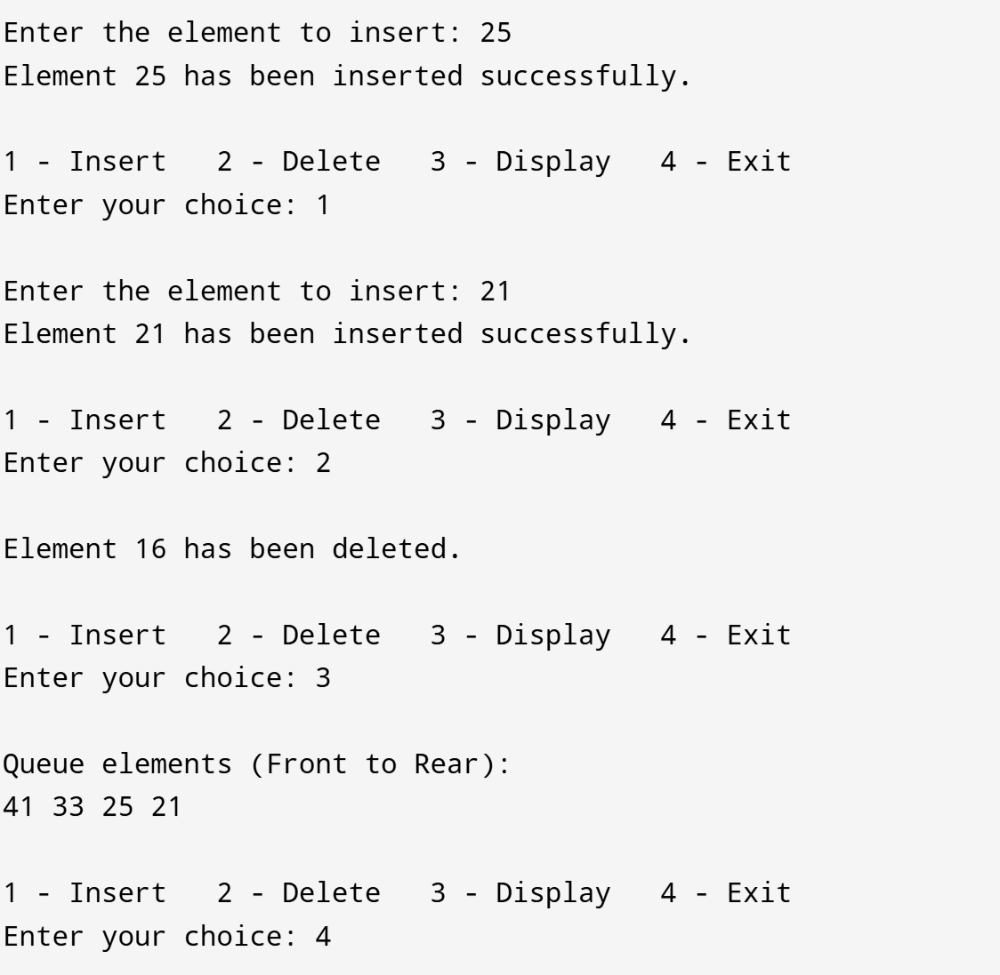 Enter the element to insert: 25
Element 25 has been inserted successfully.
1 - Insert   2 - Delete   3 - Display   4 - Exit
Enter your choice: 1
Enter the element to insert: 21
Element 21 has been inserted successfully.
1 - Insert   2 - Delete   3 - Display   4 - Exit
Enter your choice: 2
Element 16 has been deleted.
1 - Insert   2 - Delete   3 - Display   4 - Exit
Enter your choice: 3
Queue elements (Front to Rear):
41 33 25 21
1 - Insert   2 - Delete   3 - Display   4 - Exit
Enter your choice: 4